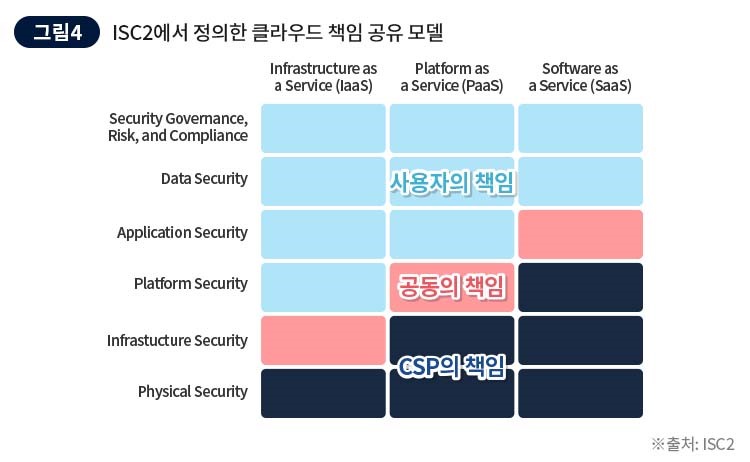 그림4 ISC2에서 정의한 클라우드 책임 공유 모델
Infrastructure as
a Service (IaaS)
Platform as
a Service (PaaS)
Software as
a Service (SaaS)
Security Governance,
Risk, and Compliance
Data Security
사용자의 책임
Application Security
Platform Security
공동의 책임
Infrastucture Security
CSP의 책임
Physical Security
※출처: ISC2